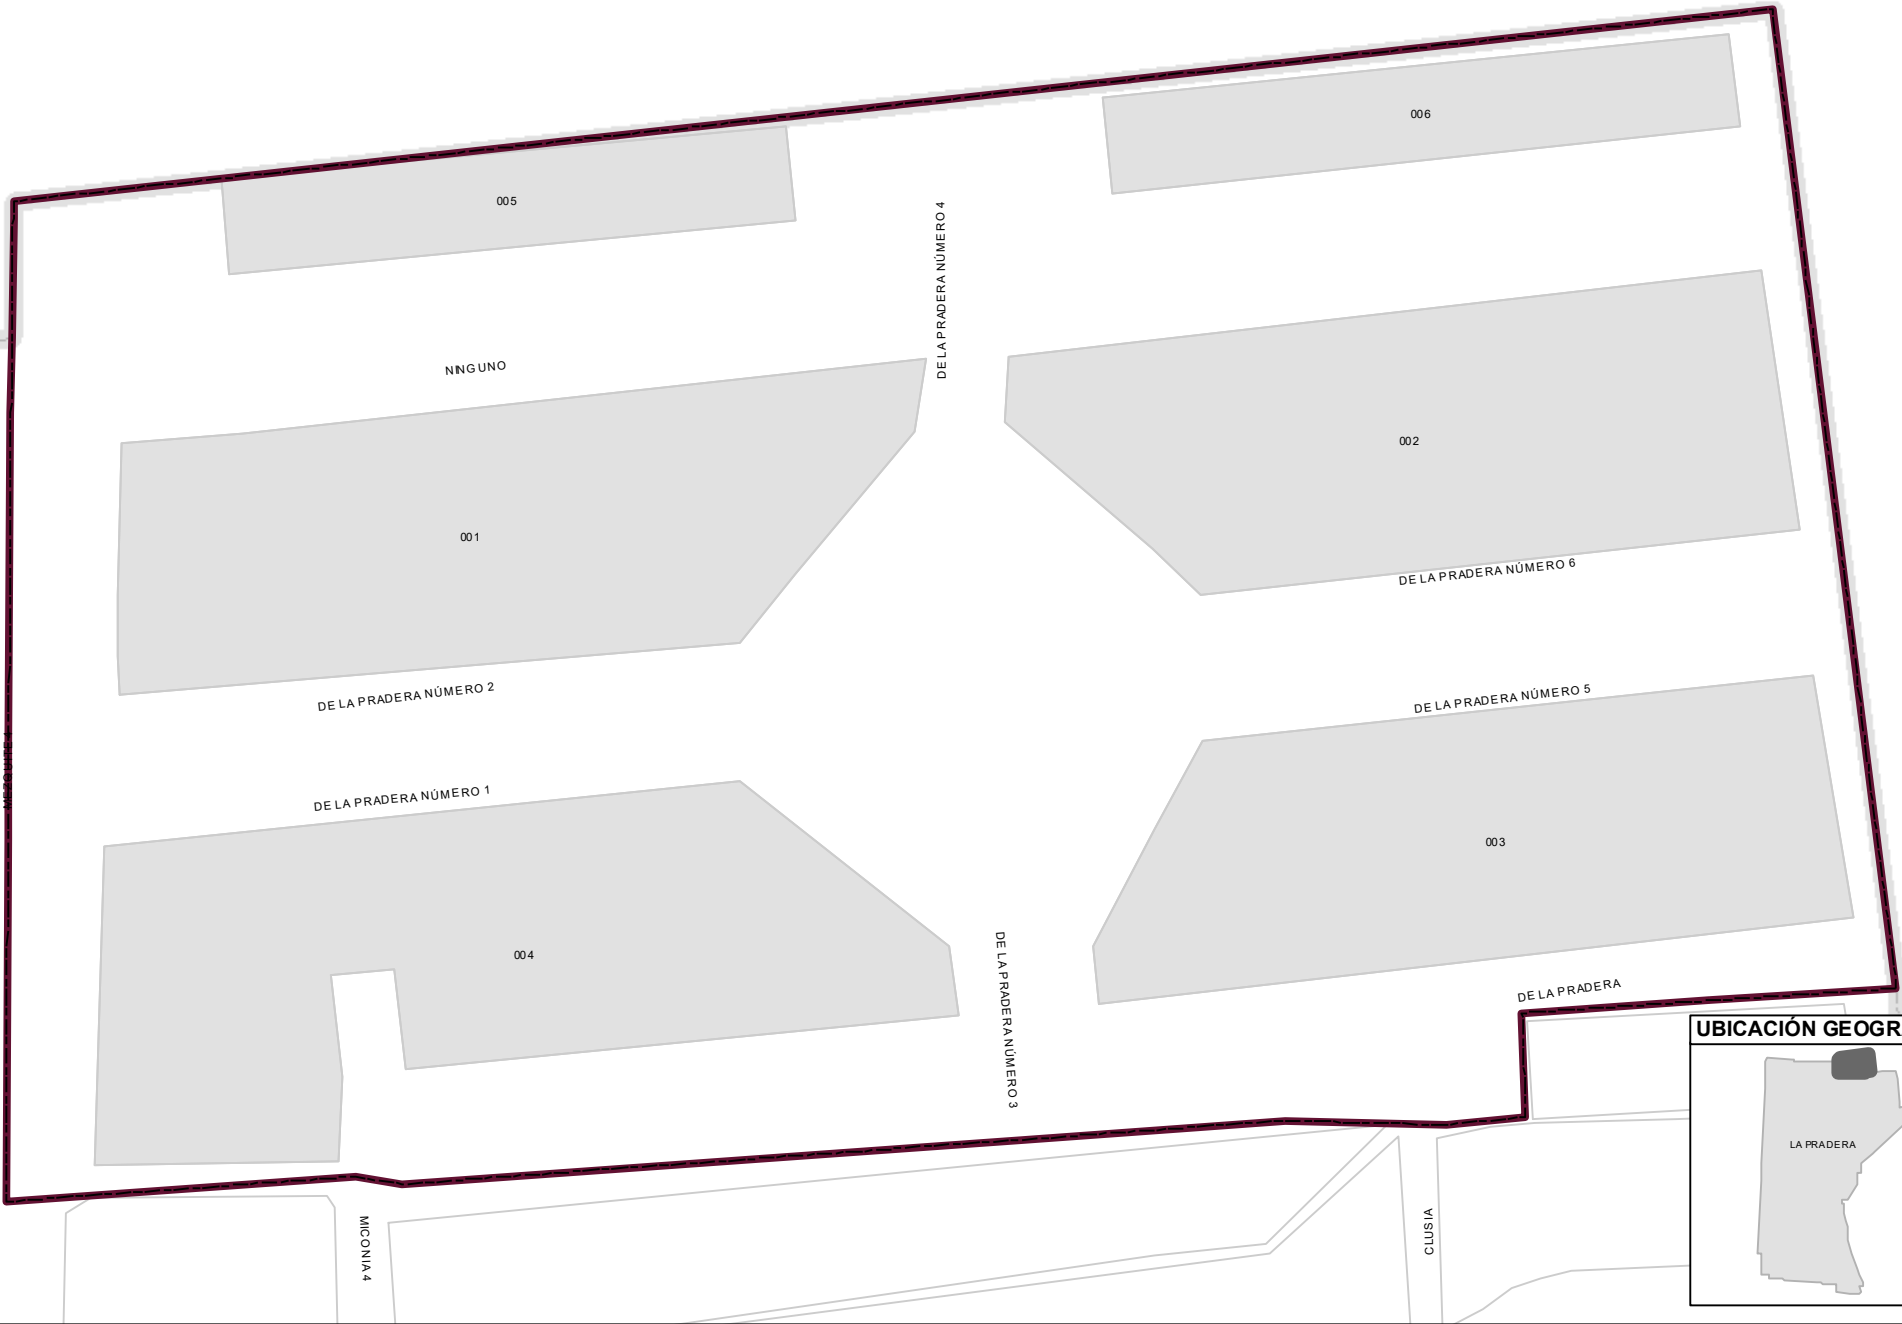 006
005
DE LA PRADERA NÚMERO 4
NINGUNO
002
001
DE LA PRADERA NÚMERO 6
DE LA PRADERA NÚMERO 2
DE LA PRADERA NÚMERO 5
MEZQUITE 4
DE LA PRADERA NÚMERO 1
003
004
DE LA PRADERA NÚMERO 3
DE LA PRADERA
UBICACIÓN GEOGR
LA PRADERA
MICONIA 4
CLUSIA